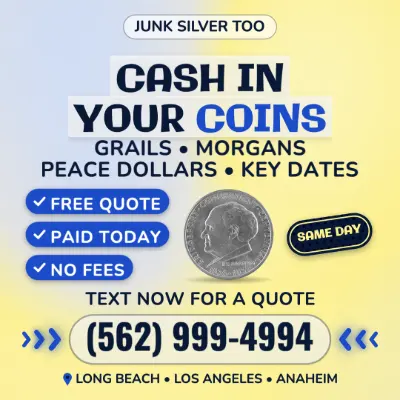 JUNK SILVER TOO
CASH IN
YOUR COINS
GRAILS • MORGANS
PEACE DOLLARS • KEY DATES
FREE QUOTE
PAID TODAY
NO FEES
SAME DAY
TEXT NOW FOR A QUOTE
(562) 999-4994
LONG BEACH • LOS ANGELES • ANAHEIM